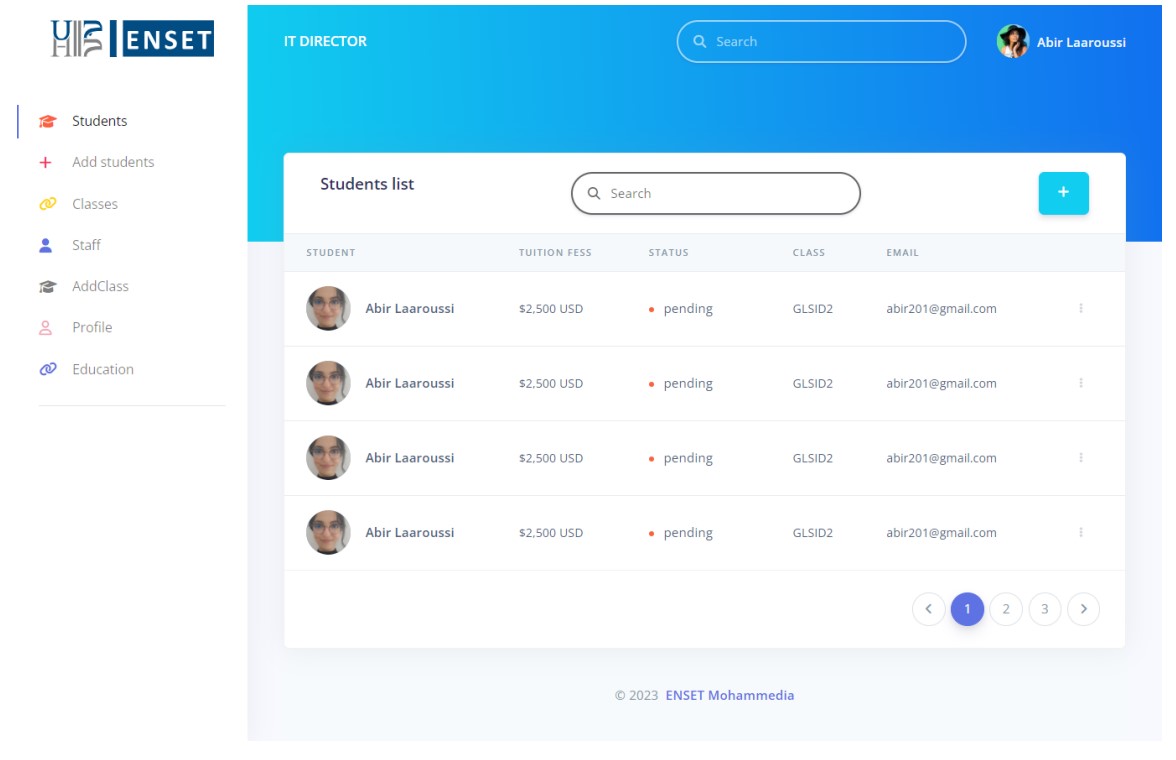 ENSET
Students
Add students
Classes
Staff
AddClass
Profile
Education
IT DIRECTOR
Search
Abir Laaroussi
Students list
Search
+
STUDENT TUITION FESS STATUS CLASS EMAIL
Abir Laaroussi $2,500 USD pending GLSID2 abir201@gmail.com
Abir Laaroussi $2,500 USD pending GLSID2 abir201@gmail.com
Abir Laaroussi $2,500 USD pending GLSID2 abir201@gmail.com
Abir Laaroussi $2,500 USD pending GLSID2 abir201@gmail.com
1 2 3
© 2023 ENSET Mohammedia